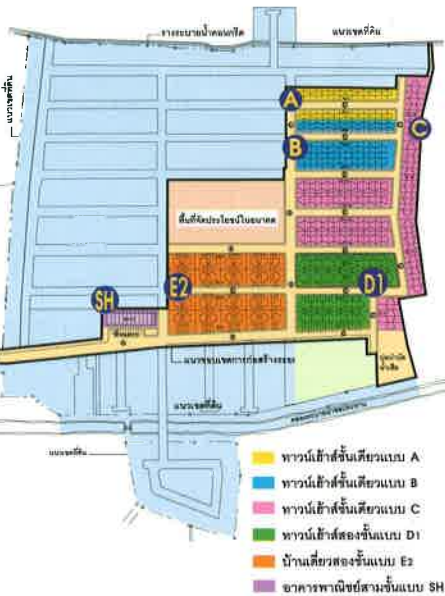 รางระบายน้ำคอนกรีต
แนวเขตที่ดิน
แนวเขตที่ดิน
A
C
B
พื้นที่จัดประโยชน์ในอนาคต
E2
D1
SH
แนวเขตที่ดิน
แนวเขตที่ดิน
ทาวน์เฮ้าส์ชั้นเดียวแบบ A
ทาวน์เฮ้าส์ชั้นเดียวแบบ B
ทาวน์เฮ้าส์ชั้นเดียวแบบ C
ทาวน์เฮ้าส์สองชั้นแบบ D1
บ้านเดี่ยวสองชั้นแบบ E2
อาคารพาณิชย์สามชั้นแบบ SH